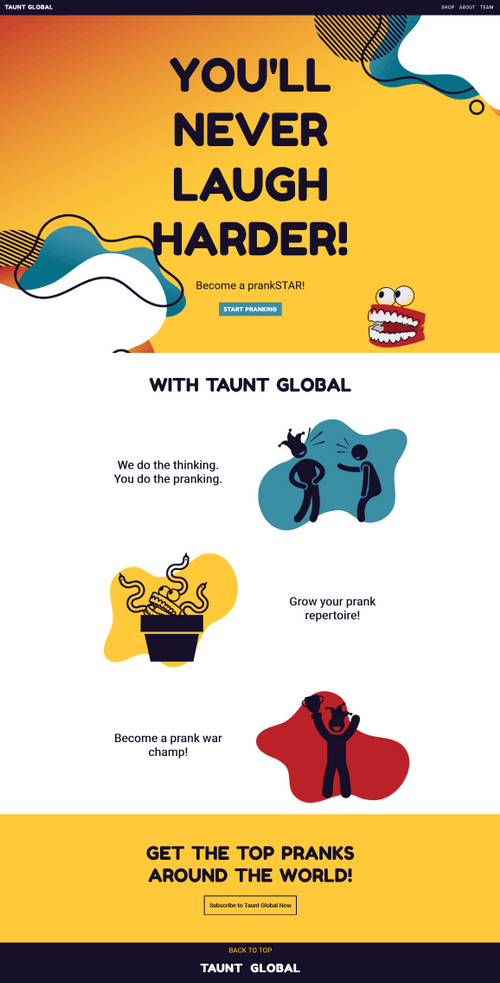 TAUNT GLOBAL
SHOP ABOUT TEAM
YOU'LL
NEVER
LAUGH
HARDER!
Become a prankSTAR!
START PRANKING
WITH TAUNT GLOBAL
We do the thinking.
You do the pranking.
Grow your prank
repertoire!
Become a prank war
champ!
GET THE TOP PRANKS
AROUND THE WORLD!
Subscribe to Taunt Global Now
BACK TO TOP
TAUNT GLOBAL